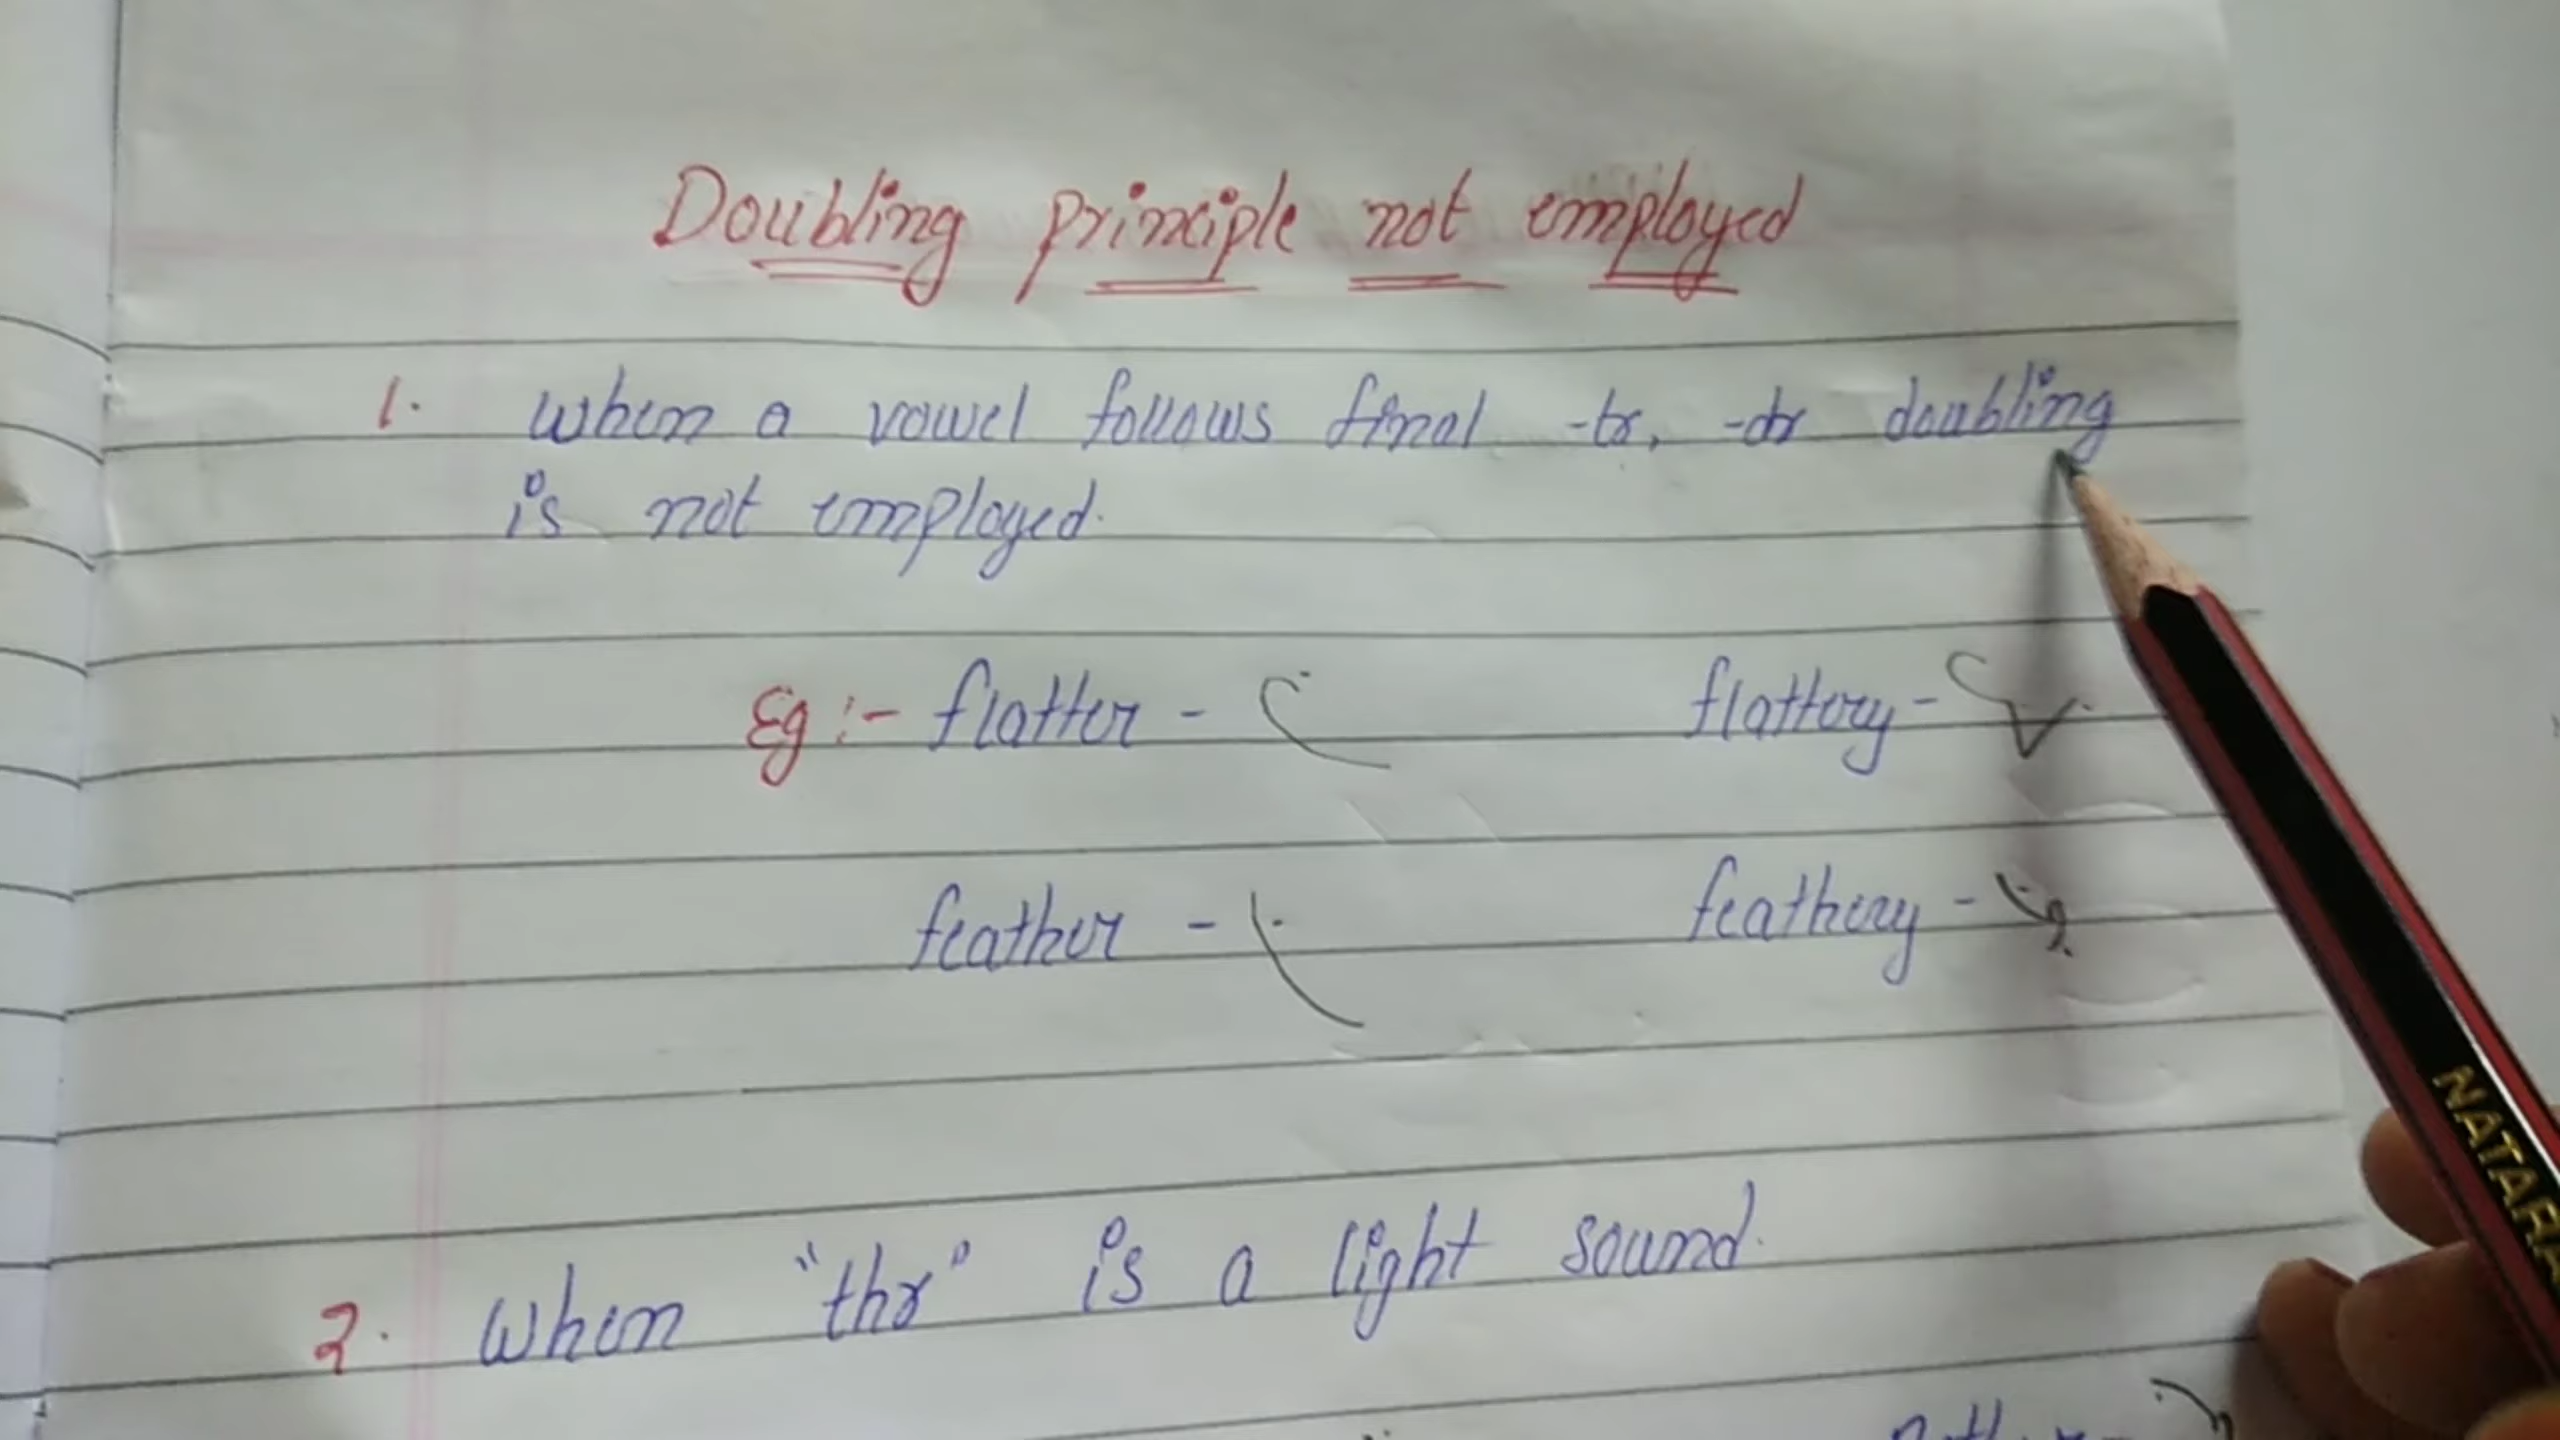 Doubling principle not employed
1. when a vowel follows final -tr, -dr doubling
is not employed.
Eg :- flatter - flattery -
feather - feathery -
2. when "thr" is a light sound.
NATARA